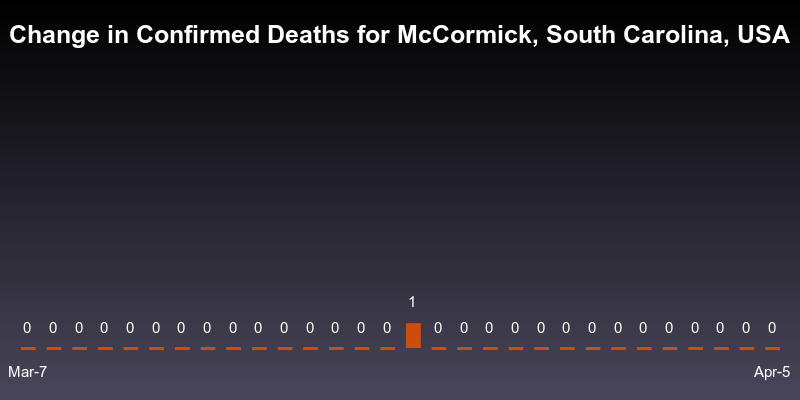 Change in Confirmed Deaths for McCormick, South Carolina, USA
1
0 0 0 0 0 0 0 0 0 0 0 0 0 0 0 0 0 0 0 0 0 0 0 0 0 0 0 0 0
Mar-7 Apr-5